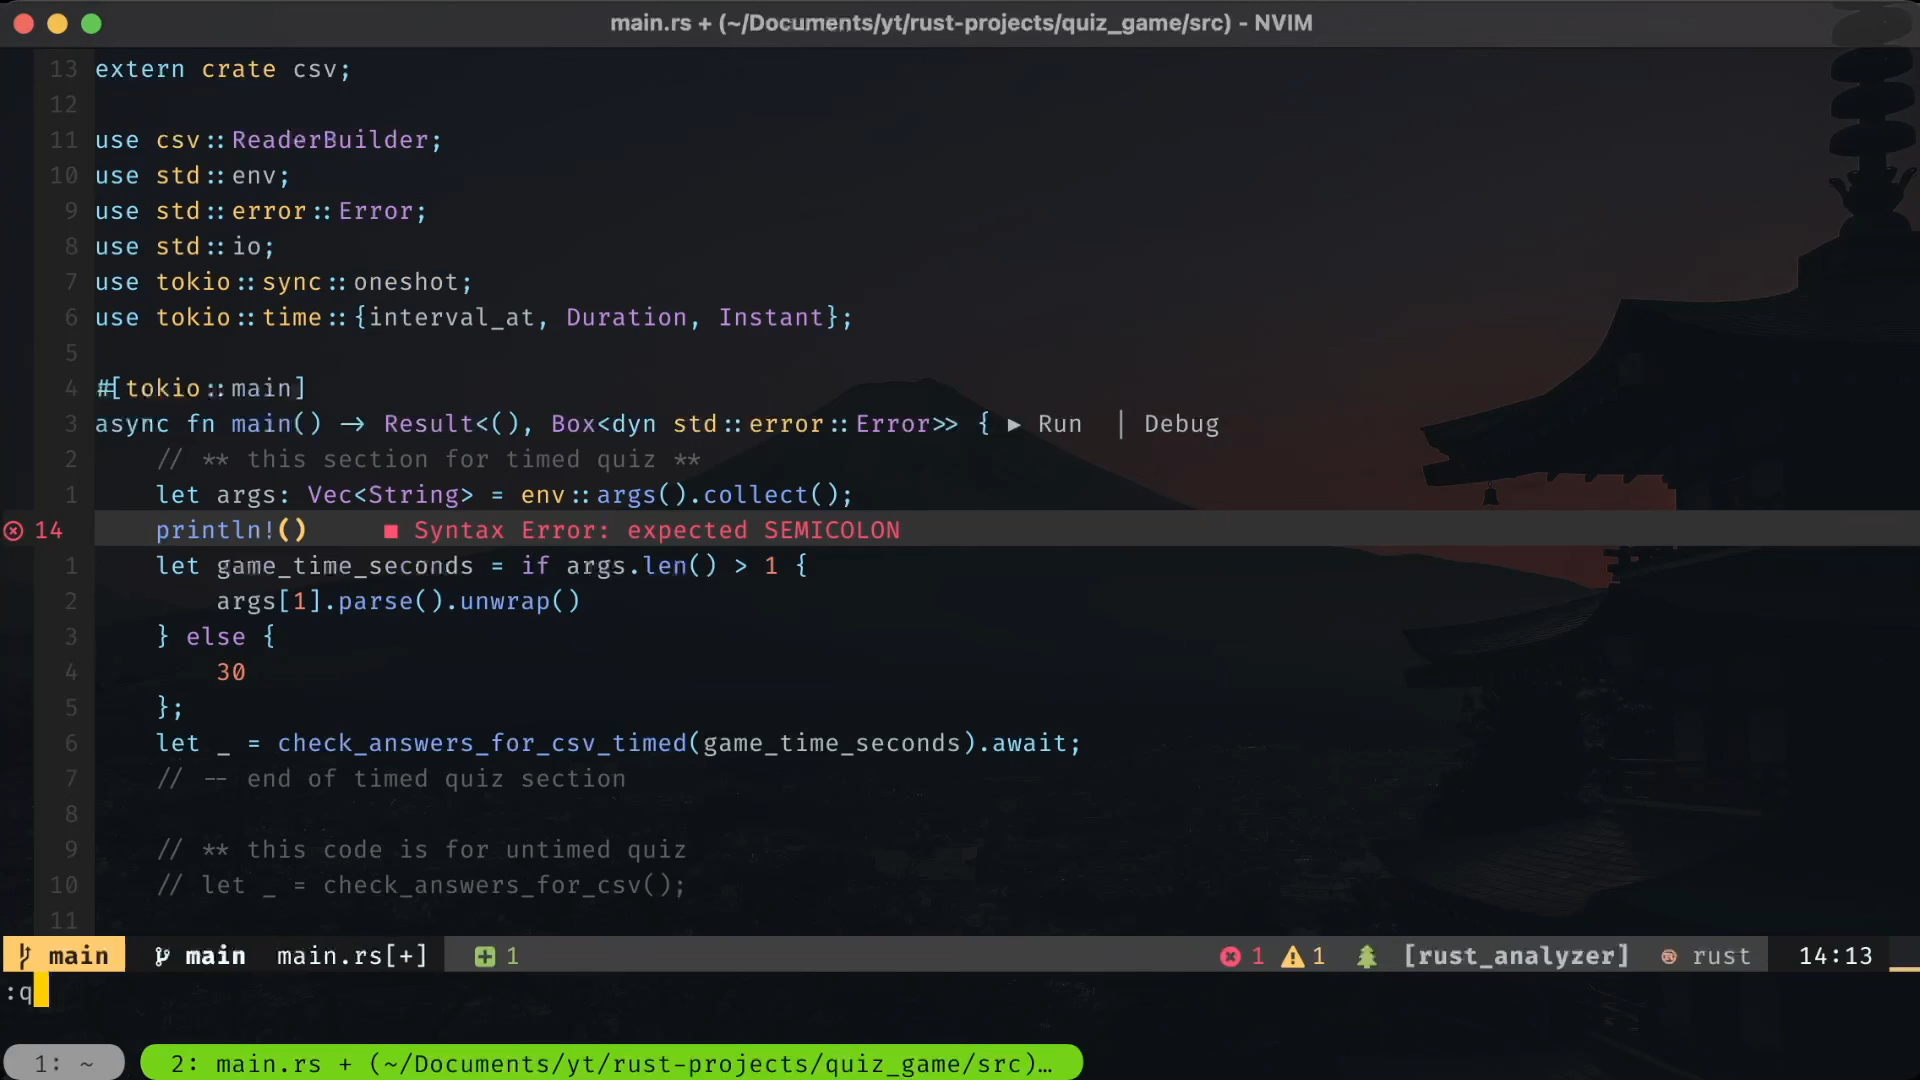 main.rs + (~/Documents/yt/rust-projects/quiz_game/src) - NVIM
13 extern crate csv;
12
11 use csv::ReaderBuilder;
10 use std::env;
9 use std::error::Error;
8 use std::io;
7 use tokio::sync::oneshot;
6 use tokio::time::{interval_at, Duration, Instant};
5
4 #[tokio::main]
3 async fn main() -> Result<(), Box<dyn std::error::Error>> { ▶ Run | Debug
2     // ** this section for timed quiz **
1     let args: Vec<String> = env::args().collect();
14     println!()     ■ Syntax Error: expected SEMICOLON
1     let game_time_seconds = if args.len() > 1 {
2         args[1].parse().unwrap()
3     } else {
4         30
5     };
6     let _ = check_answers_for_csv_timed(game_time_seconds).await;
7     // -- end of timed quiz section
8
9     // ** this code is for untimed quiz
10     // let _ = check_answers_for_csv();
11
main main main.rs[+] 1 1 1 [rust_analyzer] rust 14:13
:q
1: ~ 2: main.rs + (~/Documents/yt/rust-projects/quiz_game/src)…